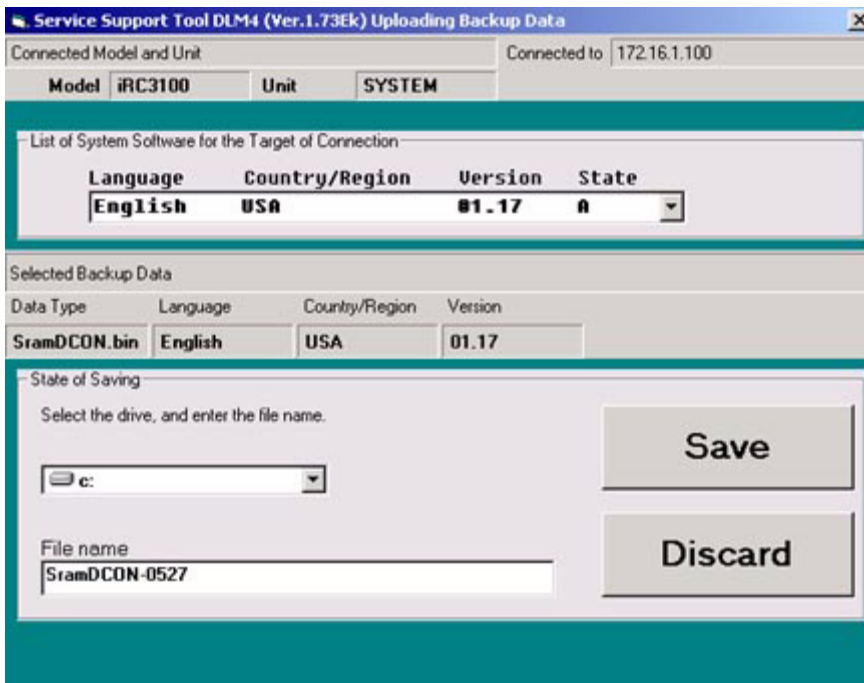 Service Support Tool DLM4 (Ver.1.73Ek) Uploading Backup Data
Connected Model and Unit Connected to 172.16.1.100
Model iRC3100 Unit SYSTEM
List of System Software for the Target of Connection
Language Country/Region Version State
English USA 01.17 A
Selected Backup Data
Data Type Language Country/Region Version
SramDCON.bin English USA 01.17
State of Saving
Select the drive, and enter the file name.
Save
c:
Discard
File name
SramDCON-0527